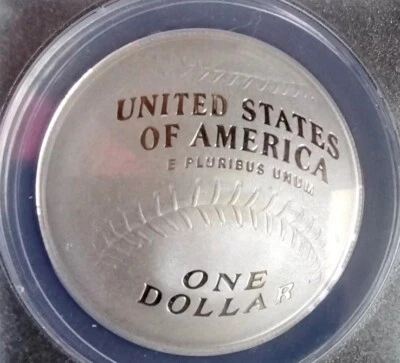 UNITED STATES
OF AMERICA
E PLURIBUS UNUM
ONE
DOLLAR